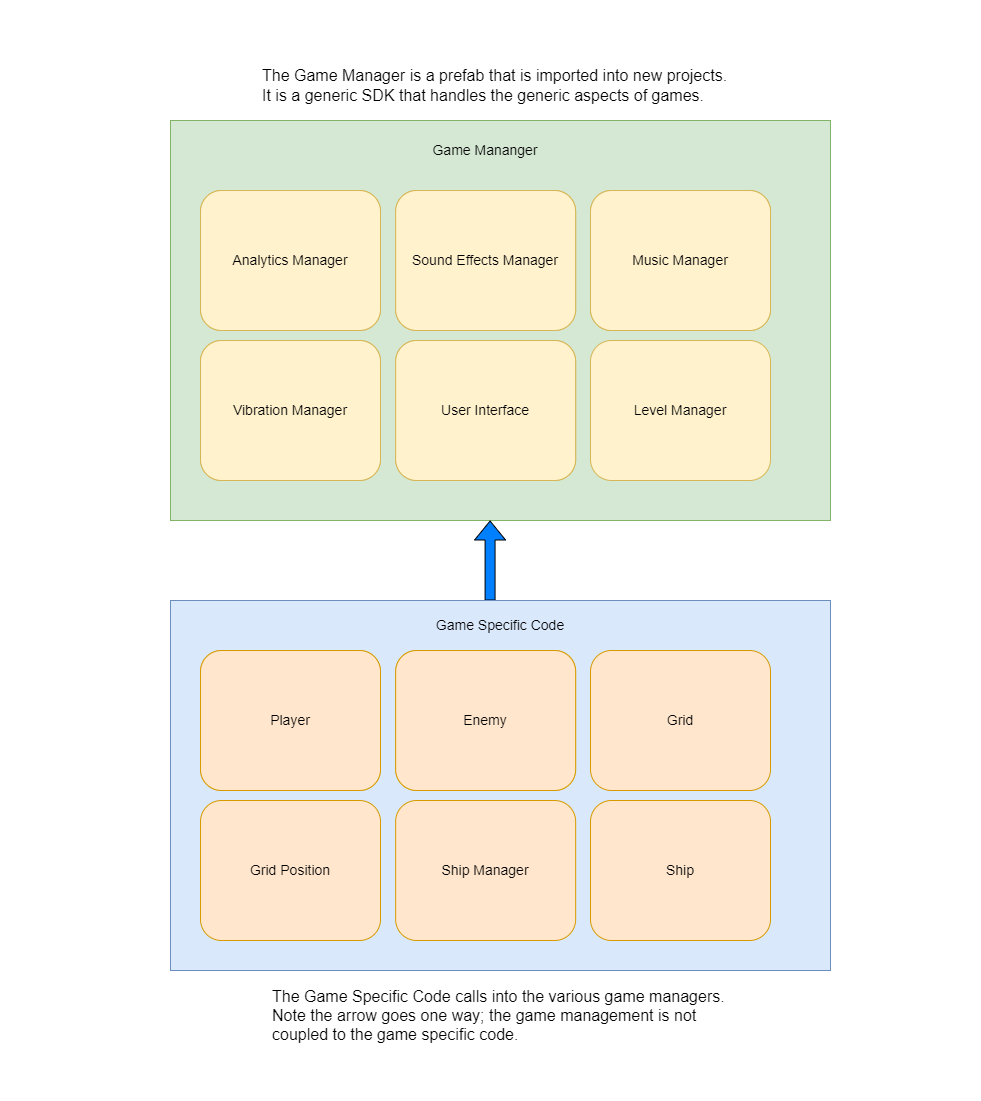 The Game Manager is a prefab that is imported into new projects.
It is a generic SDK that handles the generic aspects of games.
Game Mananger
Analytics Manager
Sound Effects Manager
Music Manager
Vibration Manager
User Interface
Level Manager
Game Specific Code
Player
Enemy
Grid
Grid Position
Ship Manager
Ship
The Game Specific Code calls into the various game managers.
Note the arrow goes one way; the game management is not
coupled to the game specific code.